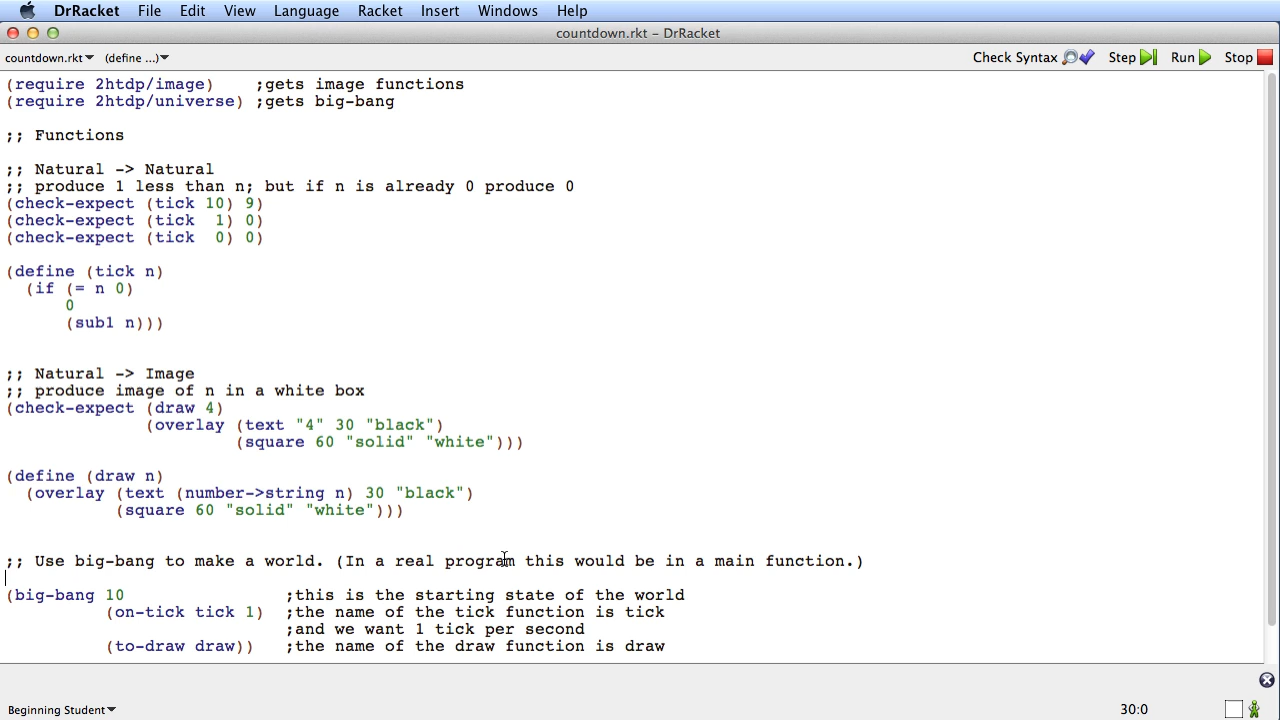 DrRacket File Edit View Language Racket Insert Windows Help
countdown.rkt - DrRacket
countdown.rkt (define ...) Check Syntax Step Run Stop
(require 2htdp/image)    ;gets image functions
(require 2htdp/universe) ;gets big-bang
;; Functions
;; Natural -> Natural
;; produce 1 less than n; but if n is already 0 produce 0
(check-expect (tick 10) 9)
(check-expect (tick  1) 0)
(check-expect (tick  0) 0)
(define (tick n)
  (if (= n 0)
      0
      (sub1 n)))
;; Natural -> Image
;; produce image of n in a white box
(check-expect (draw 4)
              (overlay (text "4" 30 "black")
                       (square 60 "solid" "white")))
(define (draw n)
  (overlay (text (number->string n) 30 "black")
           (square 60 "solid" "white")))
;; Use big-bang to make a world. (In a real program this would be in a main function.)
(big-bang 10                ;this is the starting state of the world
          (on-tick tick 1)  ;the name of the tick function is tick
                            ;and we want 1 tick per second
          (to-draw draw))   ;the name of the draw function is draw
Beginning Student 30:0